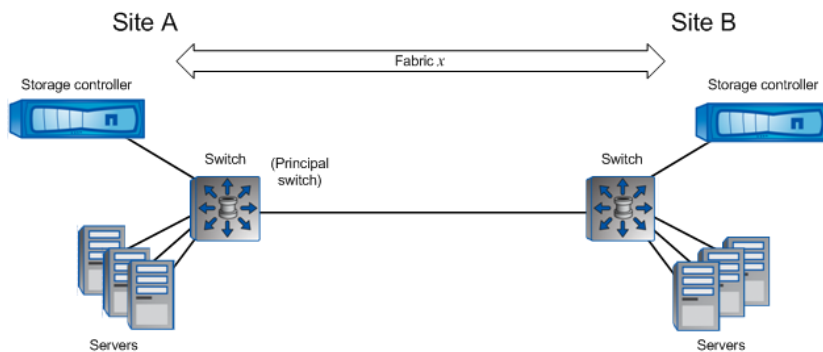 Site A
Site B
Fabric x
Storage controller
Storage controller
Switch
(Principal
switch)
Switch
Servers
Servers